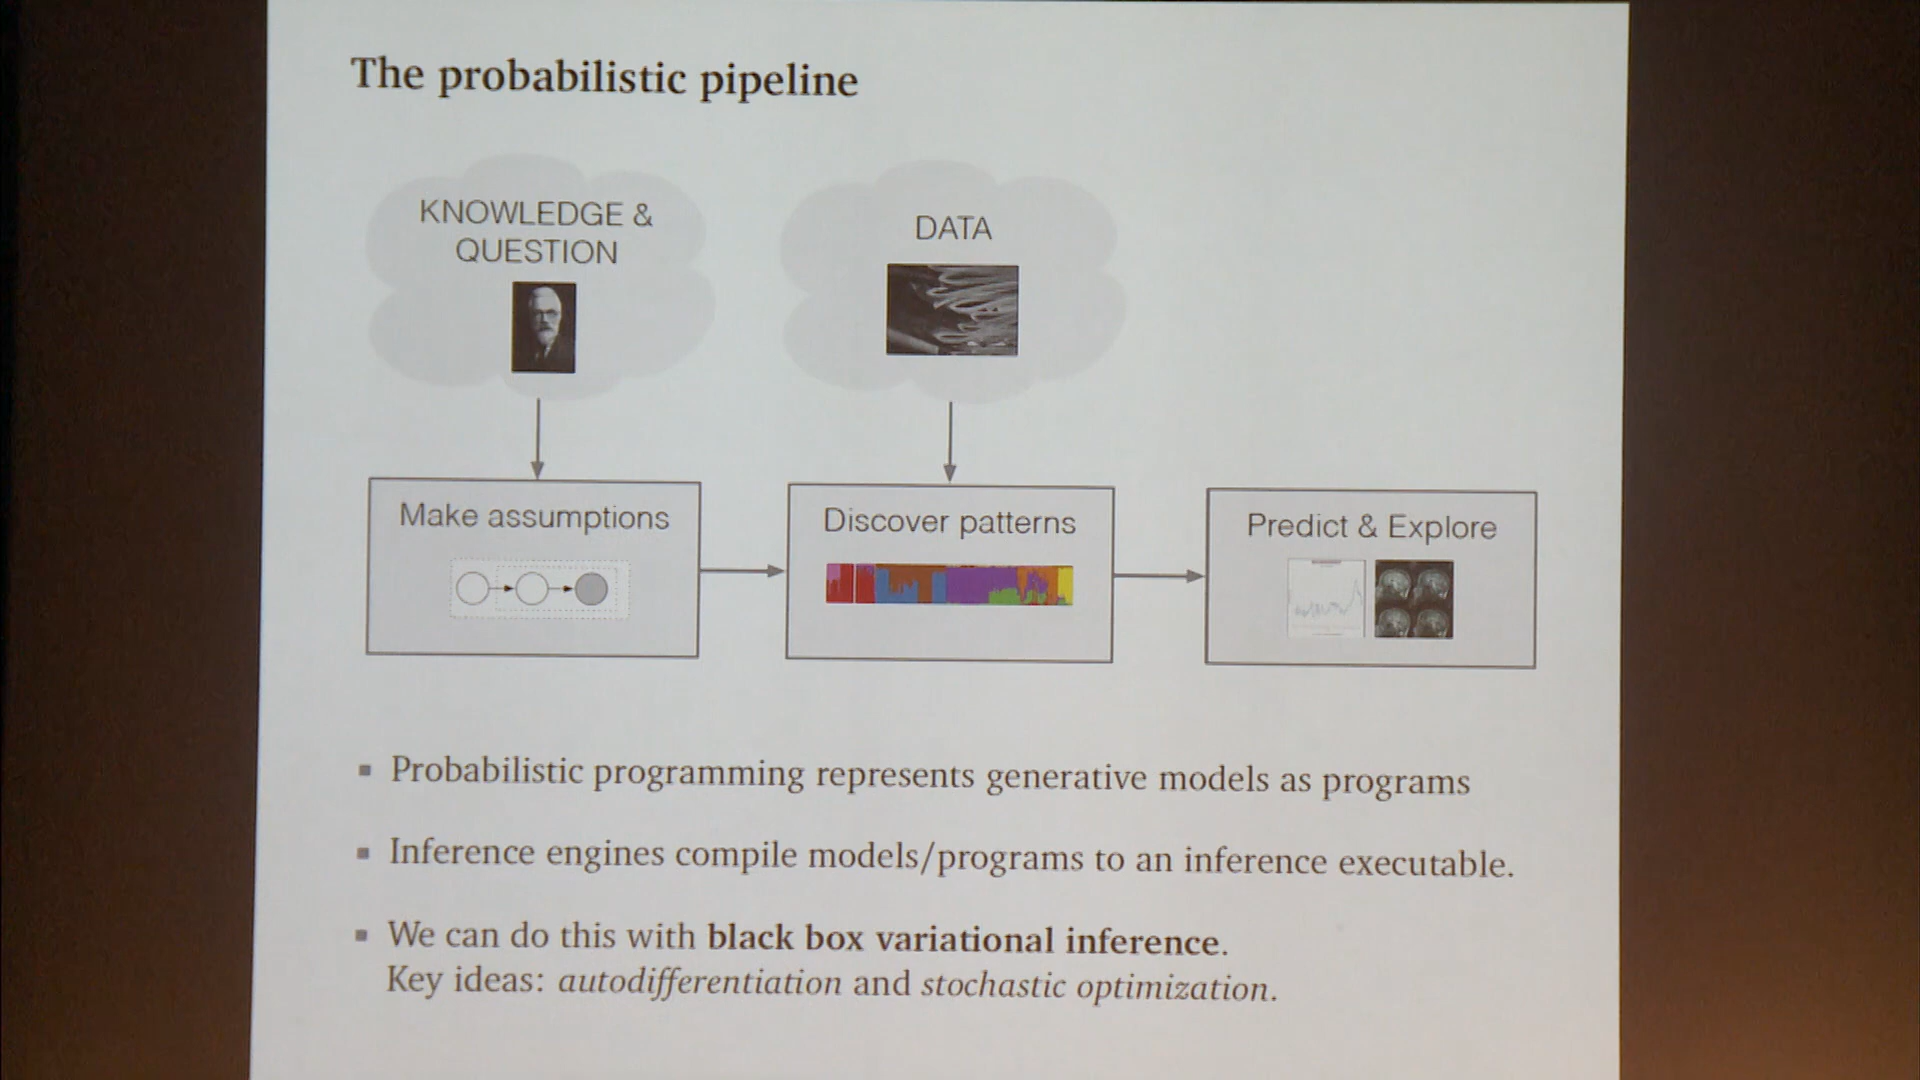 The probabilistic pipeline
KNOWLEDGE &
QUESTION
DATA
Make assumptions
Discover patterns
Predict & Explore
▪ Probabilistic programming represents generative models as programs
▪ Inference engines compile models/programs to an inference executable.
▪ We can do this with black box variational inference.
Key ideas: autodifferentiation and stochastic optimization.